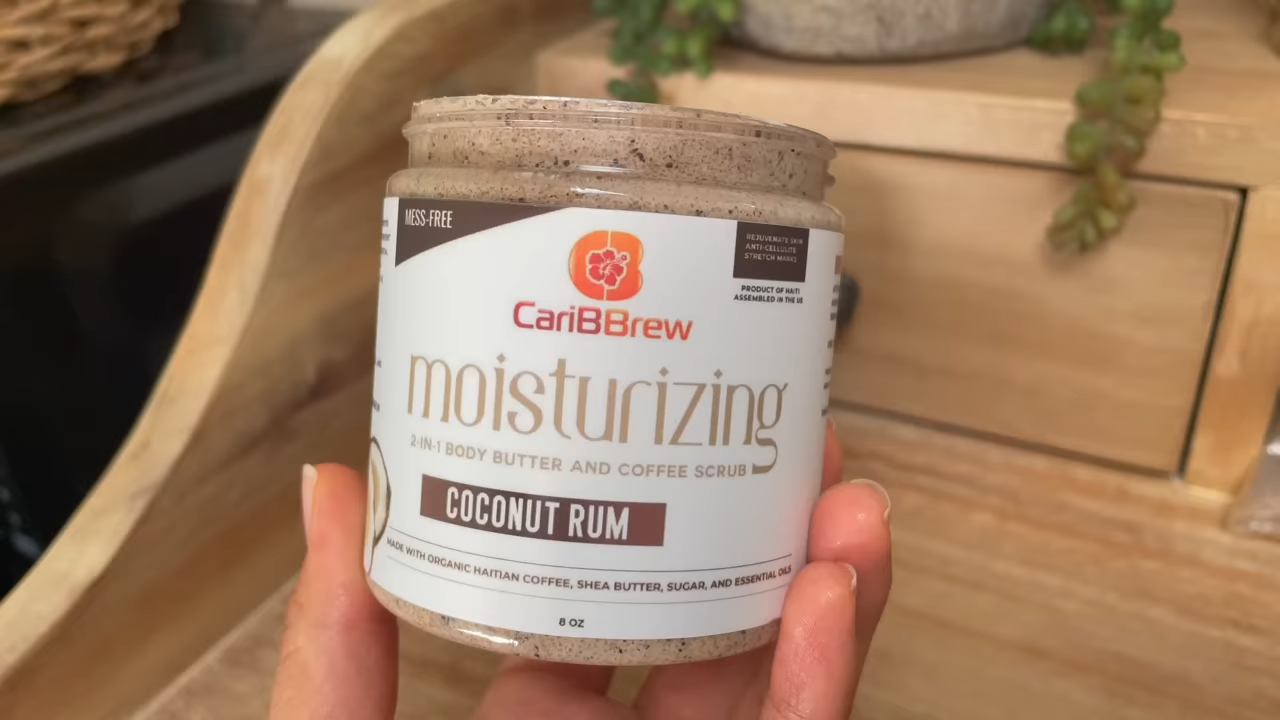 MESS-FREE
REJUVENATE SKIN
ANTI-CELLULITE
STRETCH MARKS
PRODUCT OF HAITI
ASSEMBLED IN THE US
CariBBrew
moisturizing
2-IN-1 BODY BUTTER AND COFFEE SCRUB
COCONUT RUM
MADE WITH ORGANIC HAITIAN COFFEE, SHEA BUTTER, SUGAR, AND ESSENTIAL OILS
8 OZ